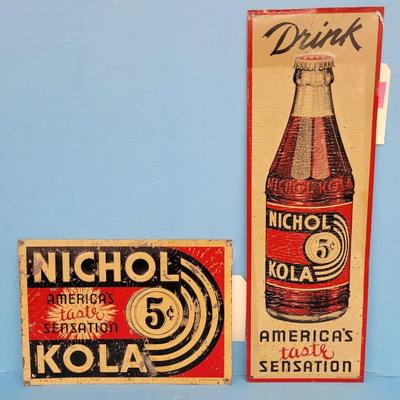 NICHOL
AMERICA'S
taste
SENSATION
5¢
KOLA
Drink
NICHOL KOLA
NICHOL
5¢
KOLA
AMERICA'S
taste
SENSATION